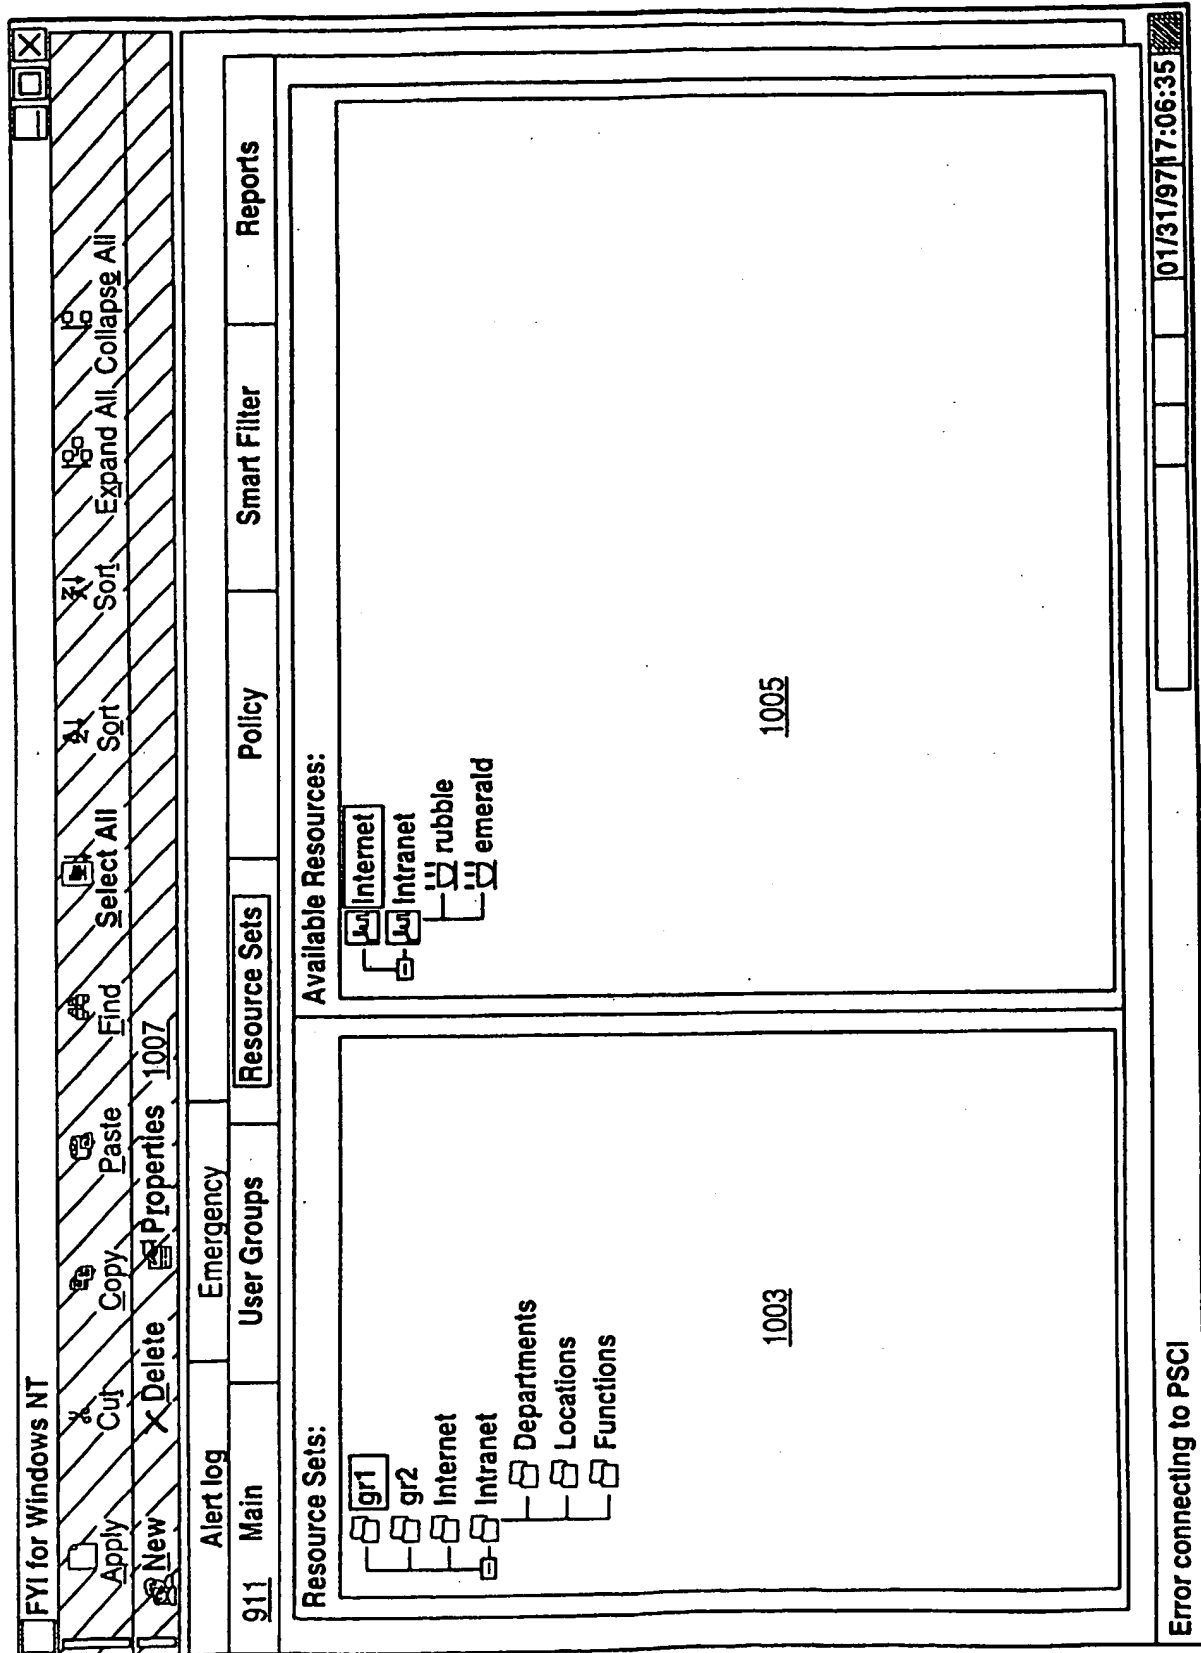 FYI for Windows NT
Apply Cut Copy Paste Find Select All Sort Sort Expand All Collapse All
New Delete Properties 1007
Alert log Emergency
911 Main User Groups Resource Sets Policy Smart Filter Reports
Resource Sets:
gr1
gr2
Internet
Intranet
Departments
Locations
Functions
1003
Available Resources:
Internet
Intranet
rubble
emerald
1005
Error connecting to PSCI 01/31/97 17:06:35